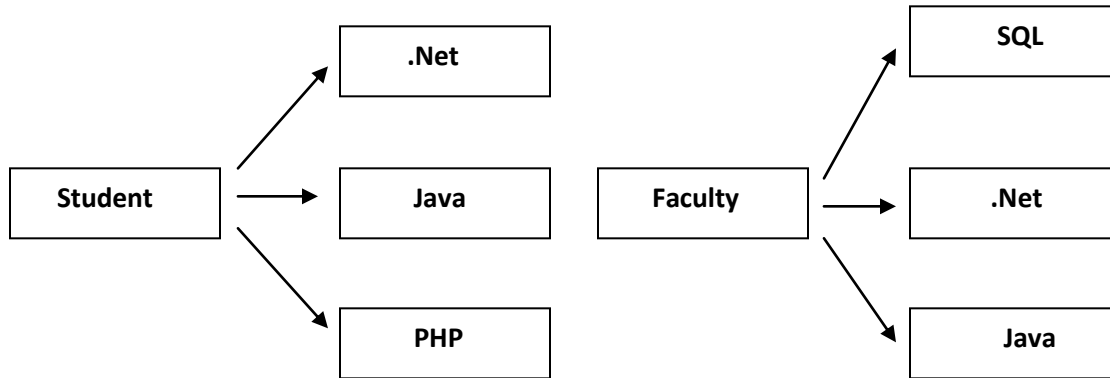 .Net
Student
Java
PHP
SQL
Faculty
.Net
Java